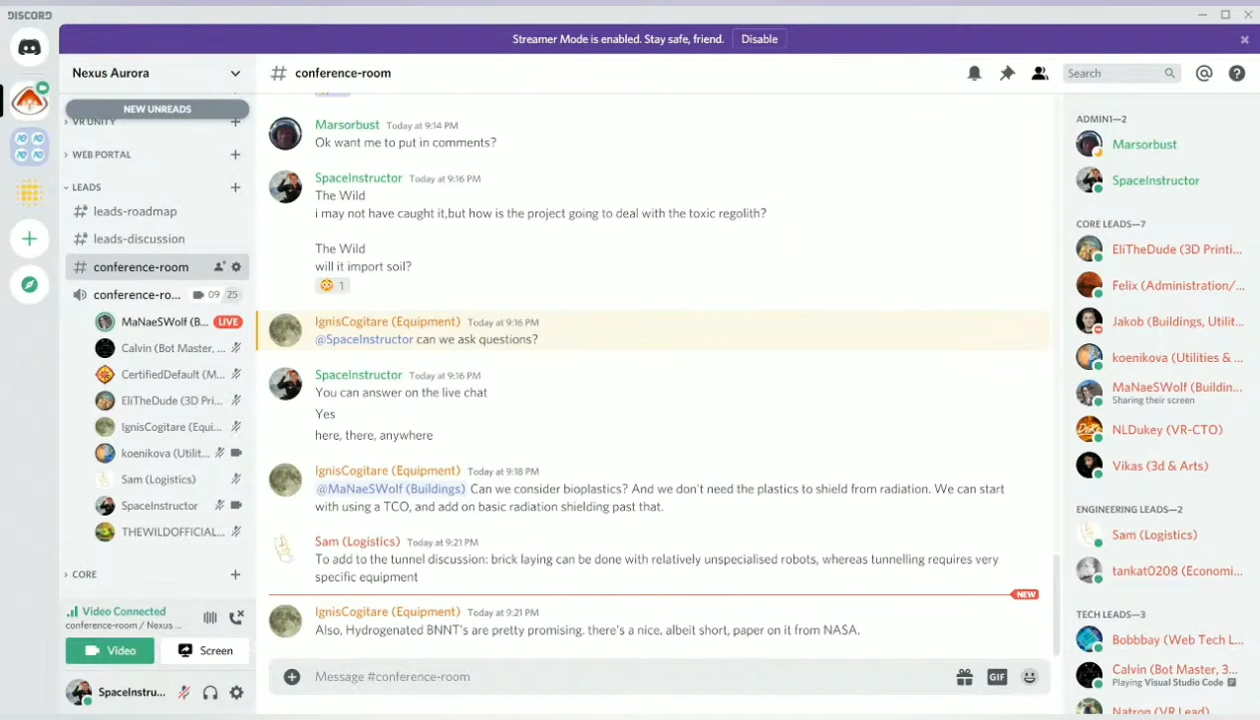 DISCORD
Streamer Mode is enabled. Stay safe, friend.
Disable
Nexus Aurora
NEW UNREADS
VR UNITY
WEB PORTAL
LEADS
leads-roadmap
leads-discussion
conference-room
conference-ro...
09
25
MaNaeSWolf (B...
LIVE
Calvin (Bot Master, ...
CertifiedDefault (M...
EliTheDude (3D Pri...
IgnisCogitare (Equi...
koenikova (Utilit...
Sam (Logistics)
SpaceInstructor
THEWILDOFFICIAL...
CORE
Video Connected
conference-room / Nexus ...
Video
Screen
SpaceInstru...
# conference-room
Search
Marsorbust Today at 9:14 PM
Ok want me to put in comments?
SpaceInstructor Today at 9:16 PM
The Wild
i may not have caught it,but how is the project going to deal with the toxic regolith?
The Wild
will it import soil?
1
IgnisCogitare (Equipment) Today at 9:16 PM
@SpaceInstructor can we ask questions?
SpaceInstructor Today at 9:16 PM
You can answer on the live chat
Yes
here, there, anywhere
IgnisCogitare (Equipment) Today at 9:18 PM
@MaNaeSWolf (Buildings) Can we consider bioplastics? And we don't need the plastics to shield from radiation. We can start
with using a TCO, and add on basic radiation shielding past that.
Sam (Logistics) Today at 9:21 PM
To add to the tunnel discussion: brick laying can be done with relatively unspecialised robots, whereas tunnelling requires very
specific equipment
NEW
IgnisCogitare (Equipment) Today at 9:21 PM
Also, Hydrogenated BNNT's are pretty promising. there's a nice, albeit short, paper on it from NASA.
Message #conference-room
GIF
ADMIN1—2
Marsorbust
SpaceInstructor
CORE LEADS—7
EliTheDude (3D Printi...
Felix (Administration/...
Jakob (Buildings, Utilit...
koenikova (Utilities & ...
MaNaeSWolf (Buildin...
Sharing their screen
NLDukey (VR-CTO)
Vikas (3d & Arts)
ENGINEERING LEADS—2
Sam (Logistics)
tankat0208 (Economi...
TECH LEADS—3
Bobbbay (Web Tech L...
Calvin (Bot Master, 3...
Playing Visual Studio Code
Natron (VR Lead)